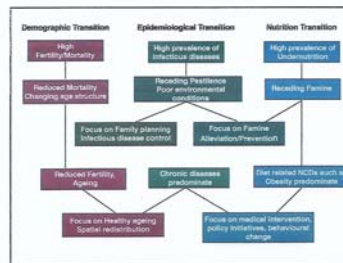 Demographic Transition
Epidemiological Transition
Nutrition Transition
High
Fertility/Mortality
High prevalence of
Infectious diseases
High prevalence of
Undernutrition
Reduced Mortality
Changing age structure
Receding Pestilence
Poor environmental
conditions
Receding Famine
Focus on Family planning
Infectious disease control
Focus on Famine
Alleviation/Prevention
Reduced Fertility,
Ageing
Chronic diseases
predominate
Diet related NCDs such as
Obesity predominate
Focus on Healthy ageing
Spatial redistribution
Focus on medical intervention,
policy initiatives, behavioural
change